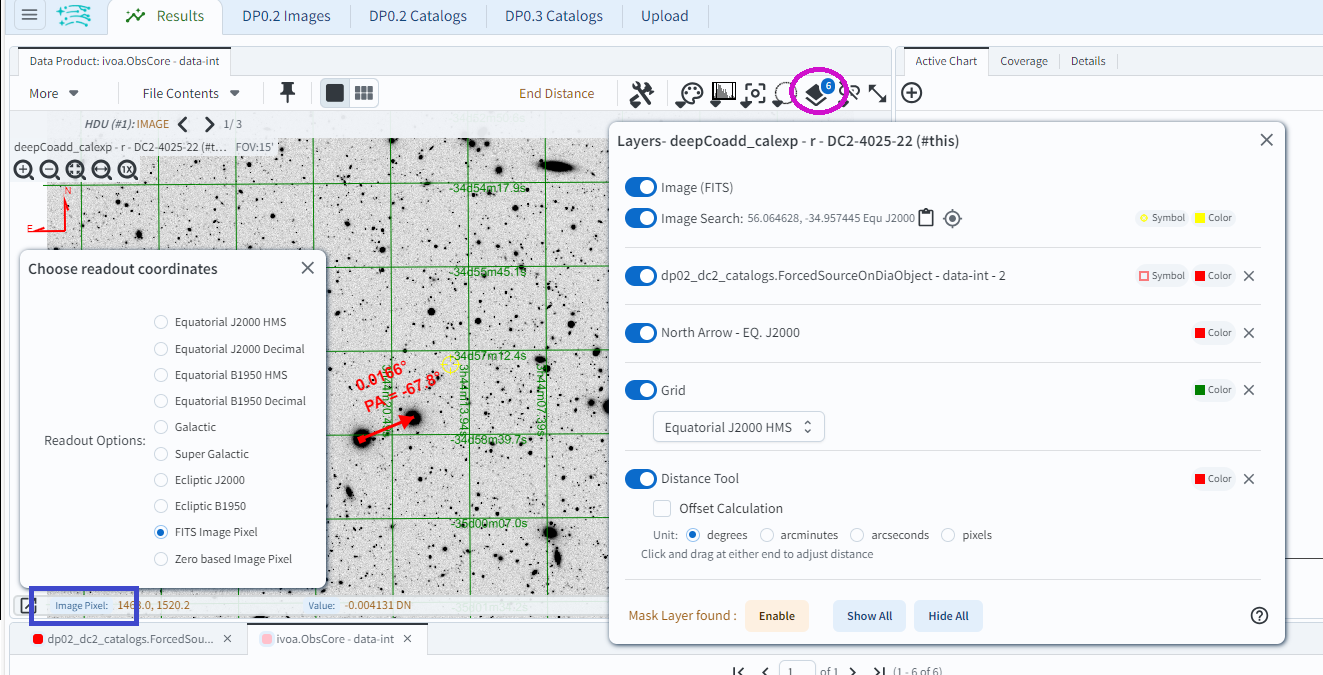 Results
DP0.2 Images
DP0.2 Catalogs
DP0.3 Catalogs
Upload
Data Product: ivoa.ObsCore - data-int
Active Chart
Coverage
Details
More
File Contents
End Distance
6
HDU (#1): IMAGE
1/ 3
deepCoadd_calexp - r - DC2-4025-22 (#t... FOV:15'
1X
N
E
-34d54m17.9s
-34d55m45.1s
-34d57m12.4s
-34d58m39.7s
-35d00m07.0s
3h44m13.94s
3h44m07.39s
0.0166°
PA = -67.8°
Choose readout coordinates
Readout Options:
Equatorial J2000 HMS
Equatorial J2000 Decimal
Equatorial B1950 HMS
Equatorial B1950 Decimal
Galactic
Super Galactic
Ecliptic J2000
Ecliptic B1950
FITS Image Pixel
Zero based Image Pixel
Image Pixel:
1520.2
Value: -0.004131 DN
Layers- deepCoadd_calexp - r - DC2-4025-22 (#this)
Image (FITS)
Image Search: 56.064628, -34.957445 Equ J2000
Symbol
Color
dp02_dc2_catalogs.ForcedSourceOnDiaObject - data-int - 2
Symbol
Color
North Arrow - EQ. J2000
Color
Grid
Color
Equatorial J2000 HMS
Distance Tool
Color
Offset Calculation
Unit: degrees arcminutes arcseconds pixels
Click and drag at either end to adjust distance
Mask Layer found :
Enable
Show All
Hide All
dp02_dc2_catalogs.ForcedSou...
ivoa.ObsCore - data-int
1 of 1 (1 - 6 of 6)